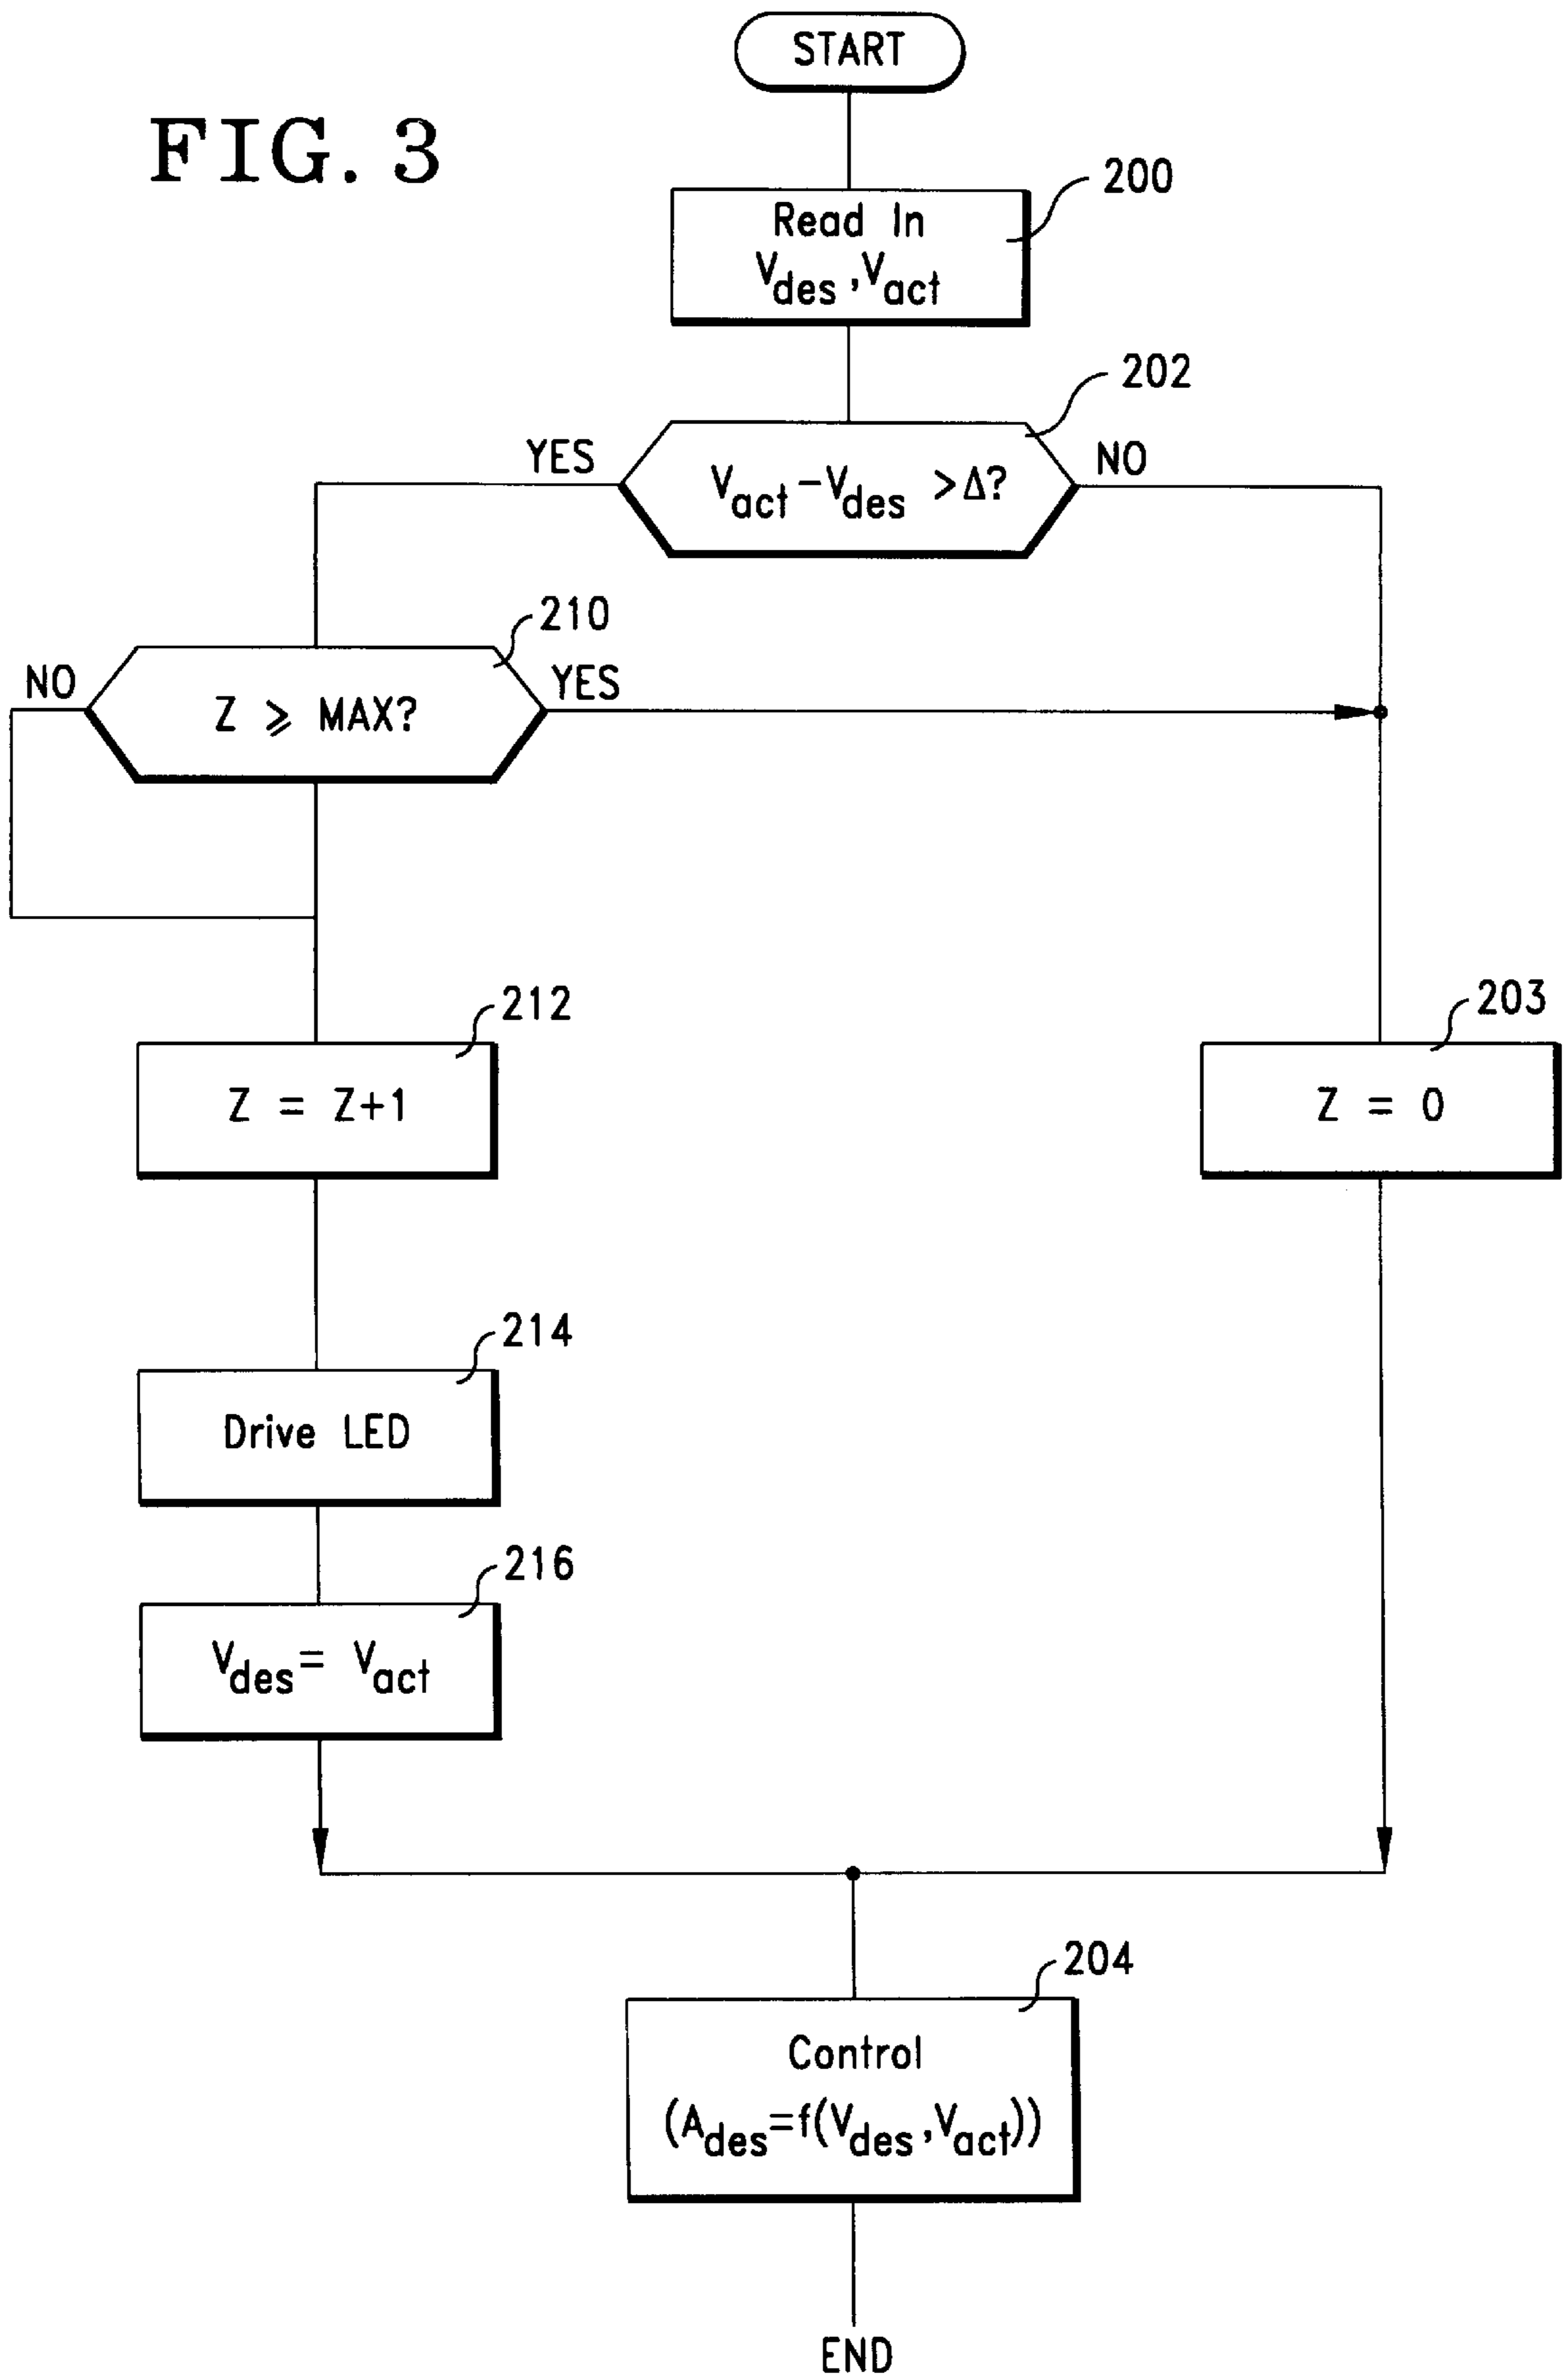 START
FIG. 3
200
Read In
Vdes, Vact
202
YES
Vact-Vdes >Δ?
NO
210
NO
Z ⩾ MAX?
YES
212
Z = Z+1
203
Z = 0
214
Drive LED
216
Vdes= Vact
204
Control
(Ades=f(Vdes,Vact))
END